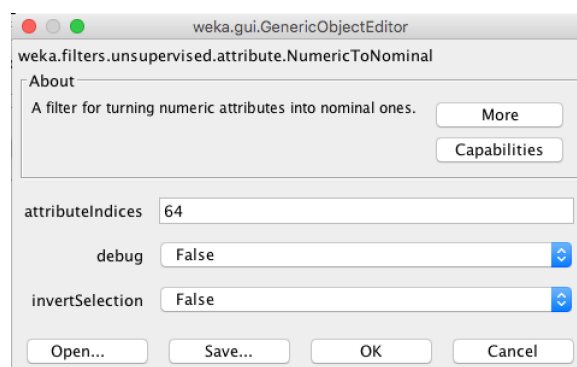 weka.gui.GenericObjectEditor
weka.filters.unsupervised.attribute.NumericToNominal
About
A filter for turning numeric attributes into nominal ones.
More
Capabilities
attributeIndices 64
debug False
invertSelection False
Open... Save... OK Cancel